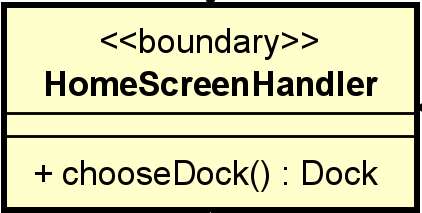 <<boundary>>
HomeScreenHandler
+ chooseDock() : Dock